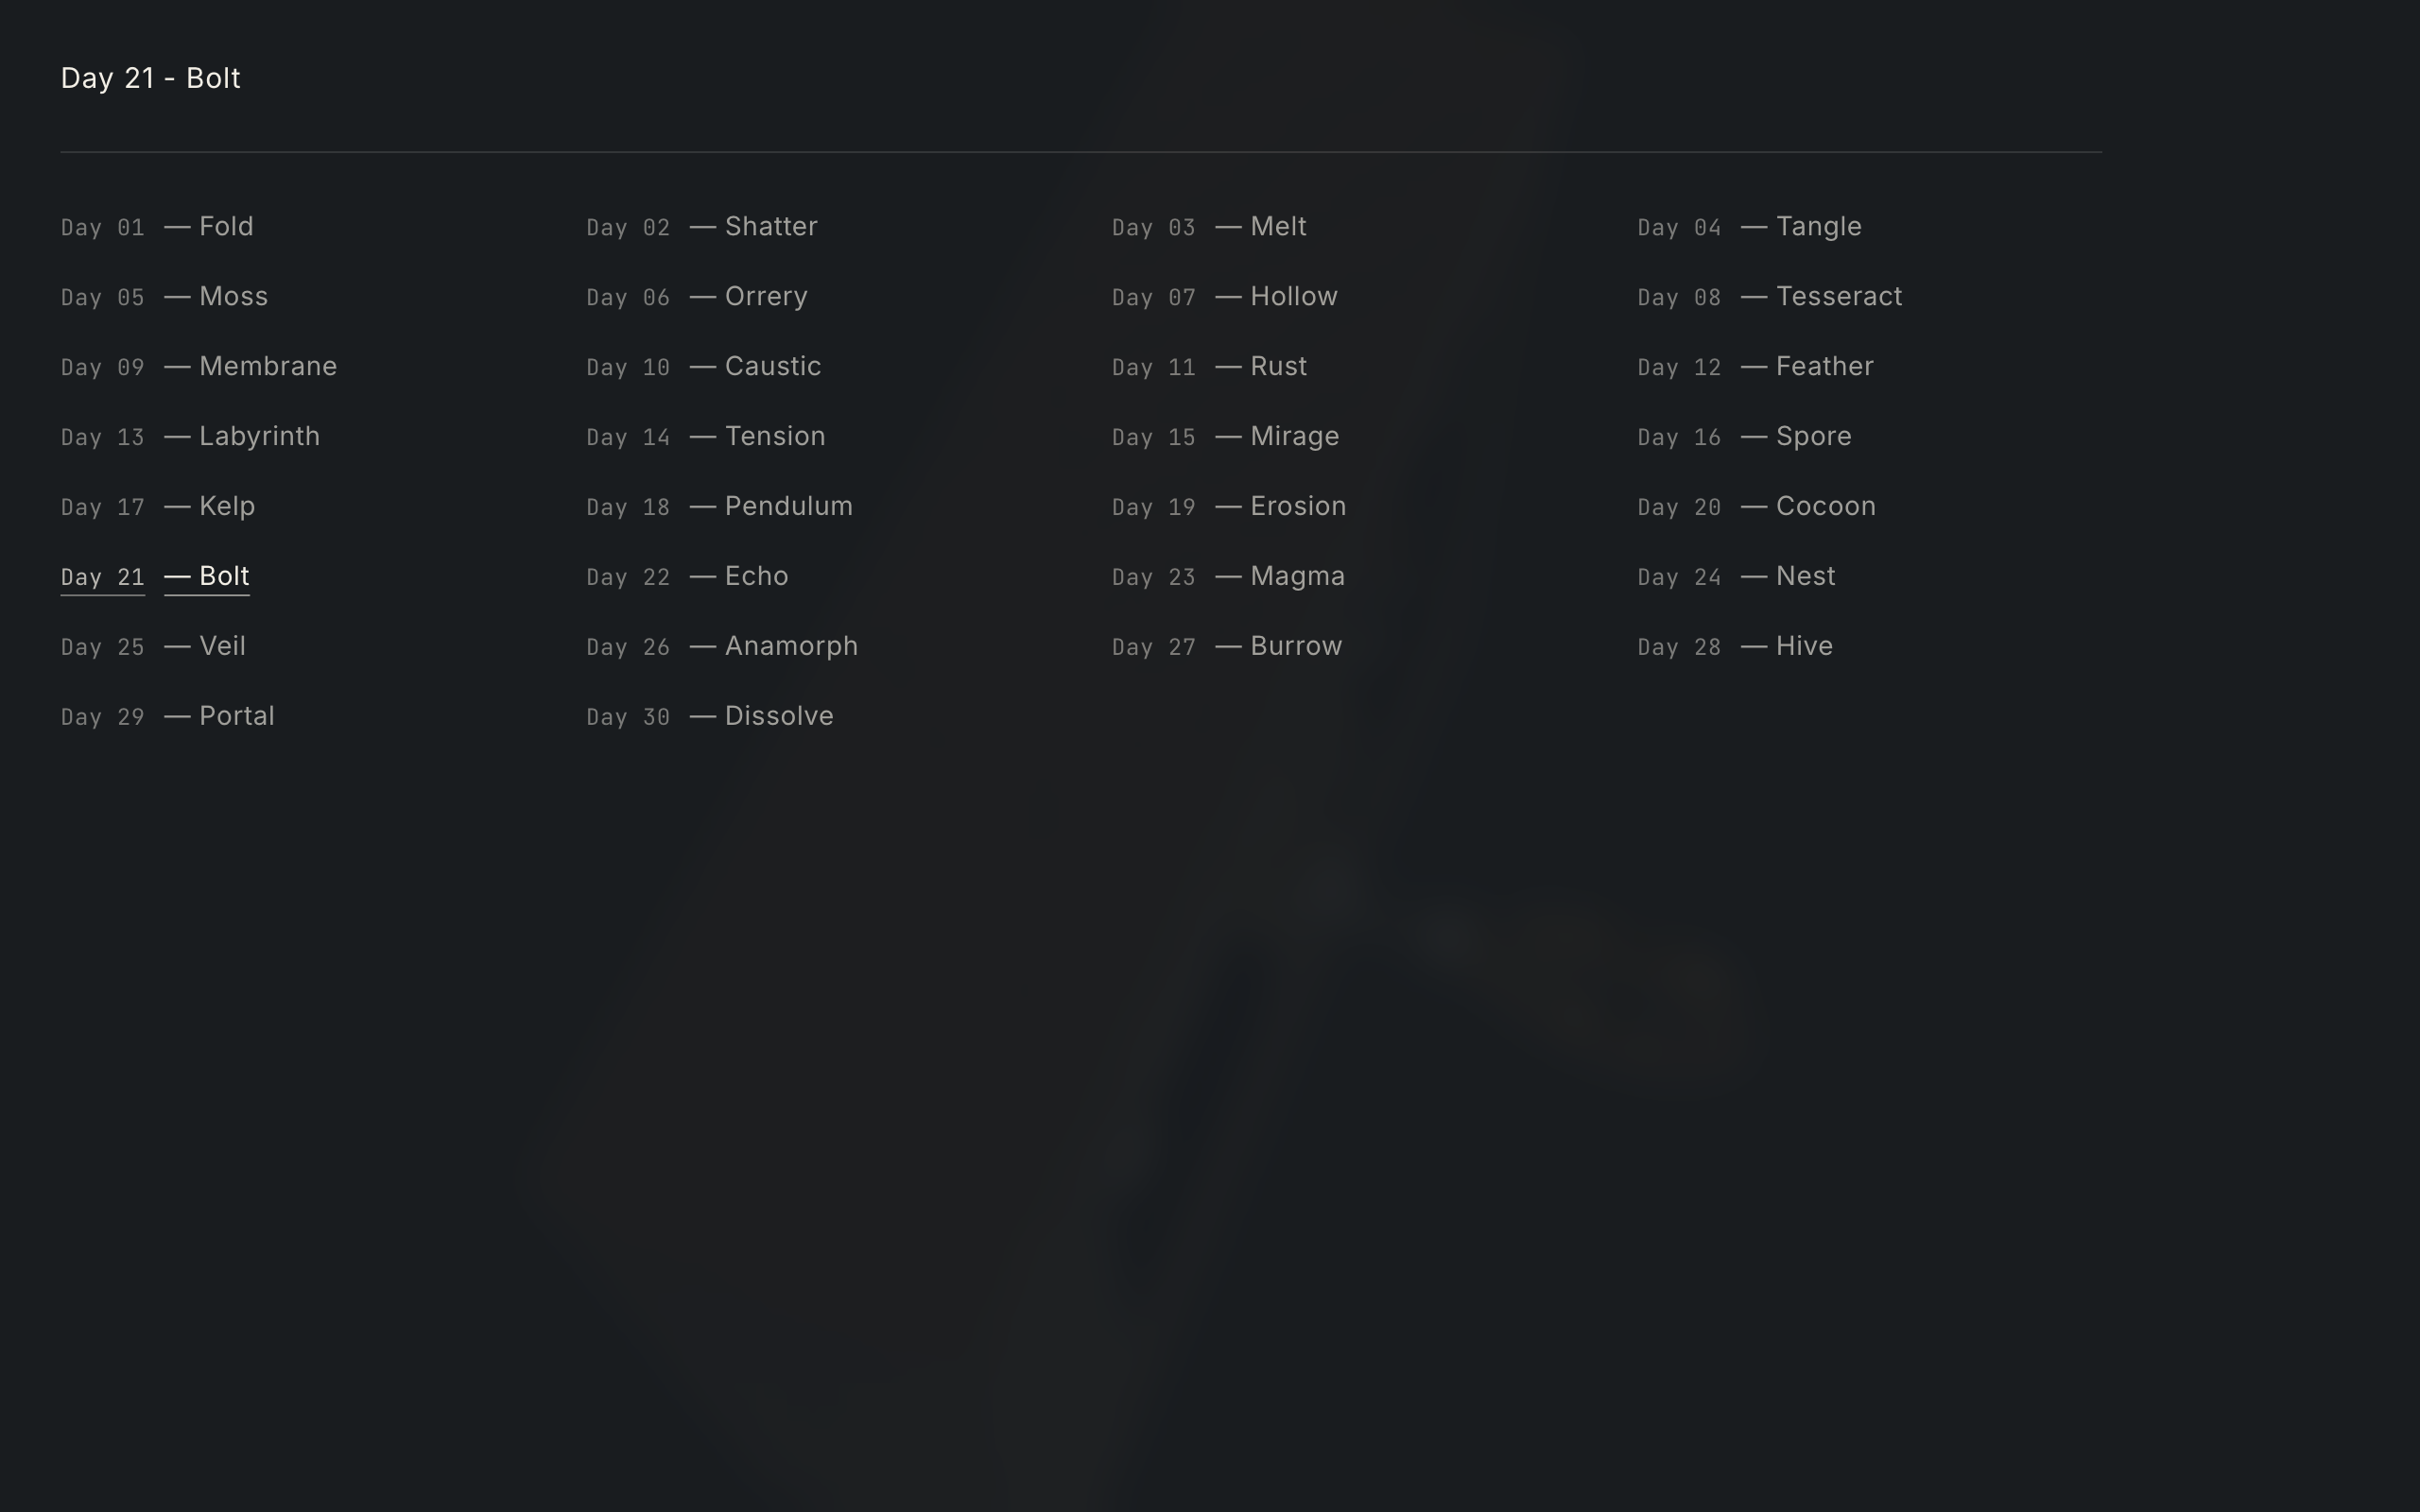 Day 21 - Bolt
Day 01 — Fold Day 02 — Shatter Day 03 — Melt Day 04 — Tangle
Day 05 — Moss Day 06 — Orrery Day 07 — Hollow Day 08 — Tesseract
Day 09 — Membrane Day 10 — Caustic Day 11 — Rust Day 12 — Feather
Day 13 — Labyrinth Day 14 — Tension Day 15 — Mirage Day 16 — Spore
Day 17 — Kelp Day 18 — Pendulum Day 19 — Erosion Day 20 — Cocoon
Day 21 — Bolt Day 22 — Echo Day 23 — Magma Day 24 — Nest
Day 25 — Veil Day 26 — Anamorph Day 27 — Burrow Day 28 — Hive
Day 29 — Portal Day 30 — Dissolve